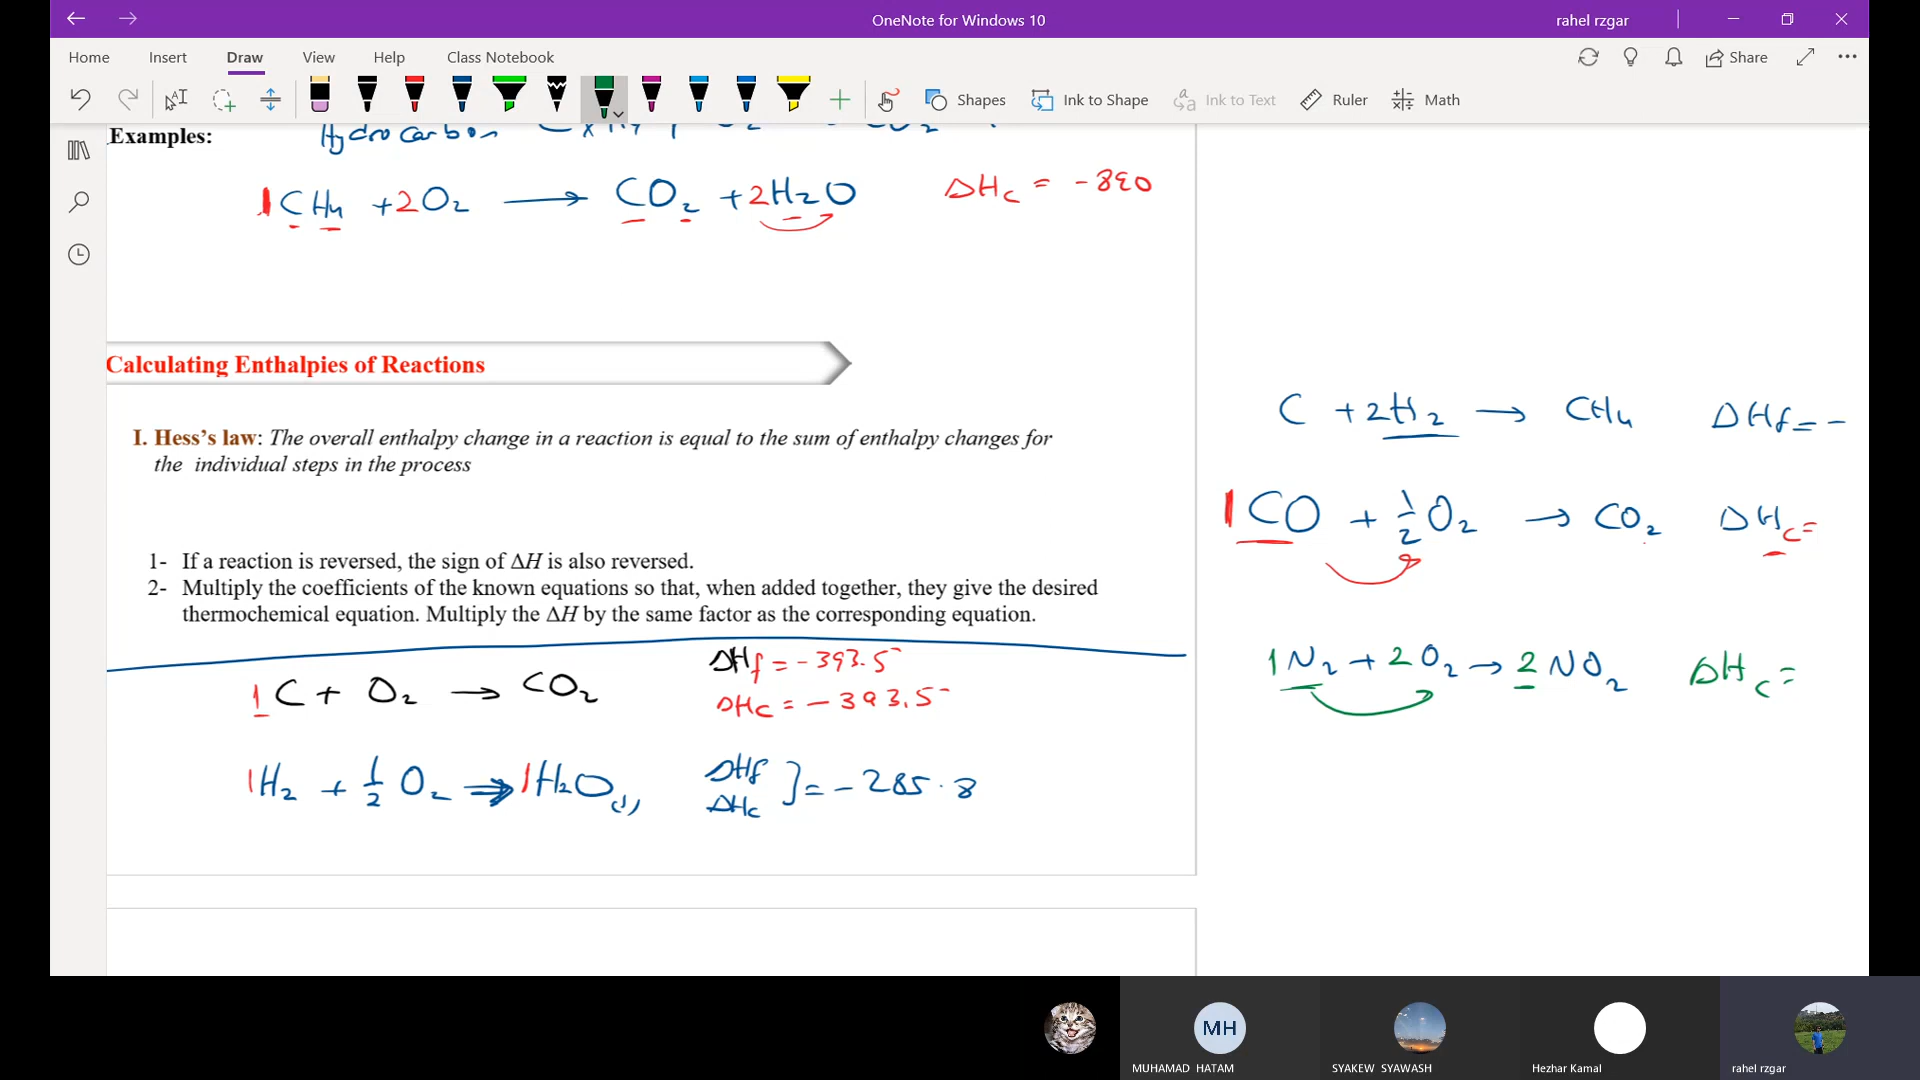 OneNote for Windows 10
rahel rzgar
Home Insert Draw View Help Class Notebook
Share
Shapes Ink to Shape Ink to Text Ruler Math
Examples: Hydrocarbon
1CH4 + 2O2 → CO2 + 2H2O ΔHc = -890
Calculating Enthalpies of Reactions
I. Hess's law: The overall enthalpy change in a reaction is equal to the sum of enthalpy changes for
the individual steps in the process
1- If a reaction is reversed, the sign of ΔH is also reversed.
2- Multiply the coefficients of the known equations so that, when added together, they give the desired
thermochemical equation. Multiply the ΔH by the same factor as the corresponding equation.
1C + O2 → CO2
ΔHf = -393.5
ΔHc = -393.5
1H2 + 1/2 O2 → 1H2O(l)
ΔHf
ΔHc
} = -285.8
C + 2H2 → CH4 ΔHf = -
1CO + 1/2 O2 → CO2 ΔHc =
1N2 + 2O2 → 2NO2 ΔHc =
MH
MUHAMAD HATAM
SYAKEW SYAWASH
Hezhar Kamal
rahel rzgar